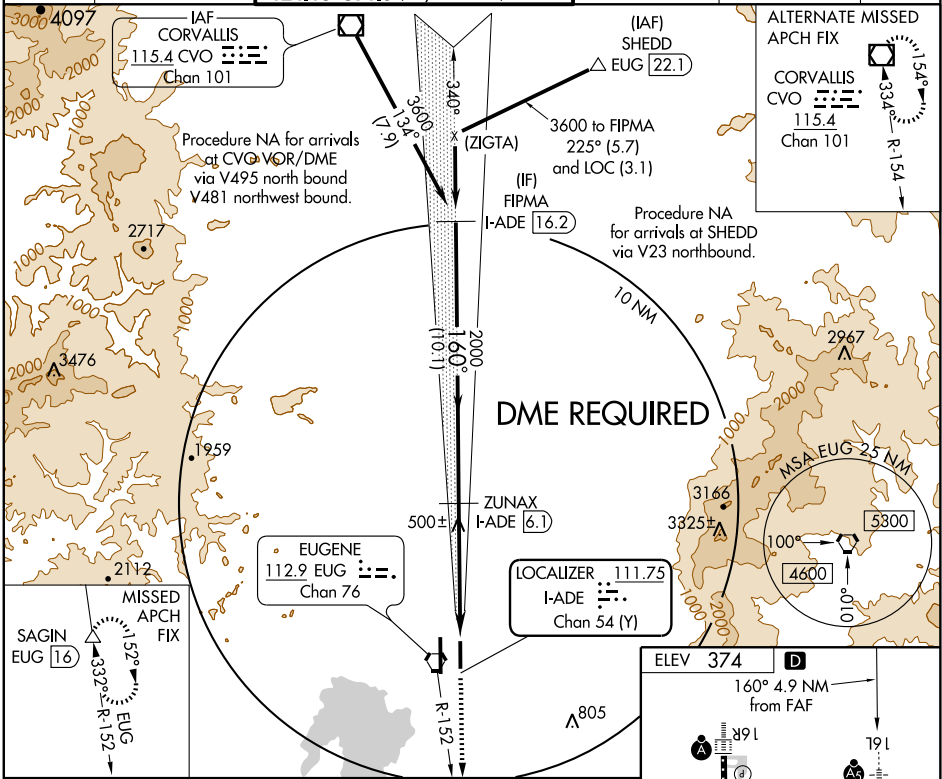 4097
3000
2000
1000
IAF
CORVALLIS
115.4 CVO
Chan 101
3600
134°
(7.9)
340°
(IAF)
SHEDD
EUG 22.1
(ZIGTA)
3600 to FIPMA
225° (5.7)
and LOC (3.1)
ALTERNATE MISSED
APCH FIX
CORVALLIS
CVO
115.4
Chan 101
154°
334°
R-154
Procedure NA for arrivals
at CVO VOR/DME
via V495 north bound
V481 northwest bound.
(IF)
FIPMA
I-ADE 16.2
Procedure NA
for arrivals at SHEDD
via V23 northbound.
2717
1000
1000
10 NM
2000
160°
(10.1)
2967
2000
3476
2000
DME REQUIRED
1000
1959
MSA EUG 25 NM
3166
3325±
5300
100°
4600
010°
1000
2000
ZUNAX
I-ADE 6.1
500±
EUGENE
112.9 EUG
Chan 76
LOCALIZER 111.75
I-ADE
Chan 54 (Y)
2112
MISSED
APCH
FIX
SAGIN
EUG 16
152°
332°
R-152
EUG
R-152
805
ELEV 374 D
160° 4.9 NM
from FAF
16R
16L
A
P
A5